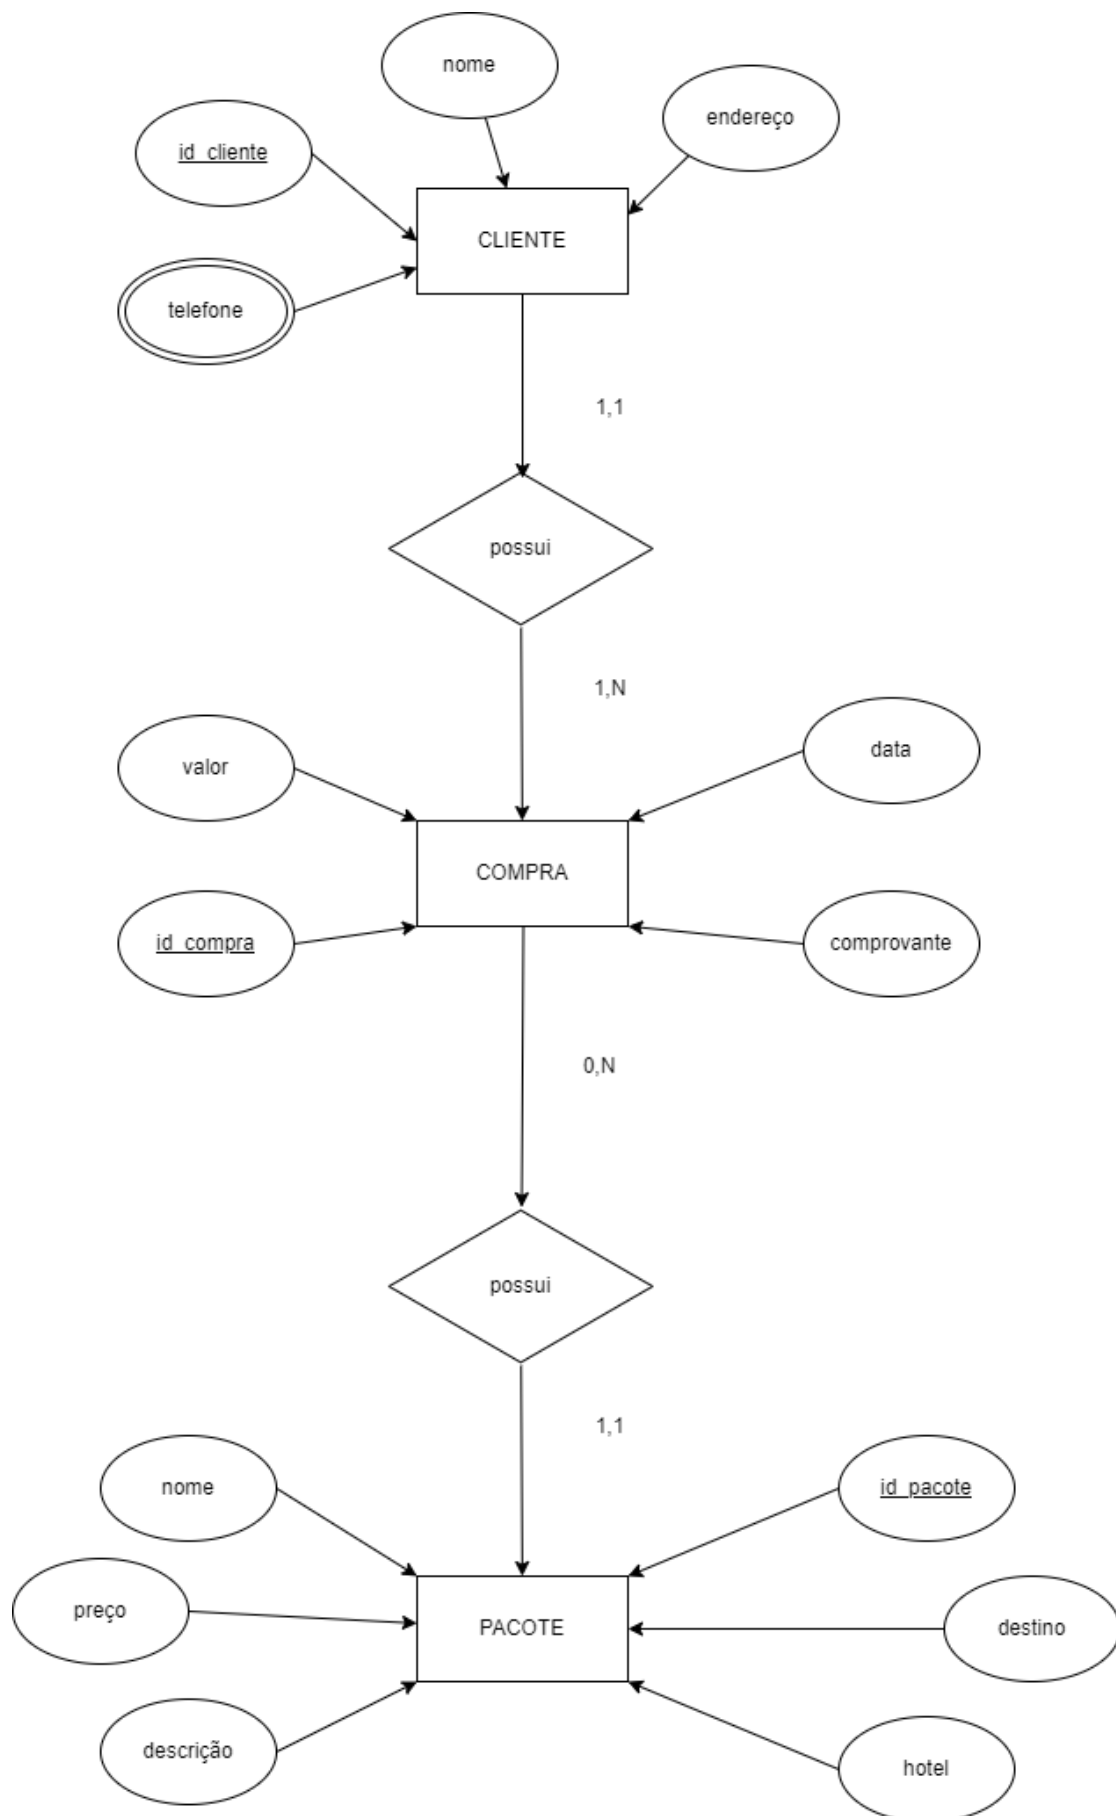 nome
endereço
id_cliente
CLIENTE
telefone
1,1
possui
1,N
valor
data
COMPRA
id_compra
comprovante
0,N
possui
1,1
nome
id_pacote
preço
PACOTE
destino
descrição
hotel